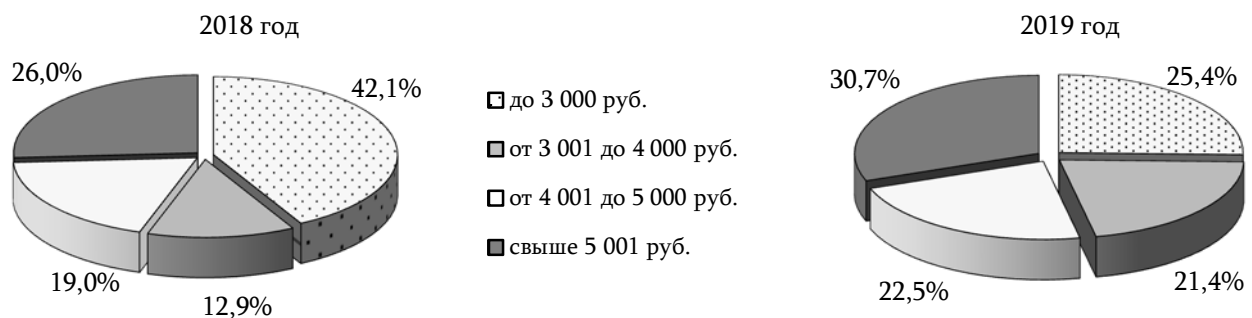 2018 год
26,0%
42,1%
19,0%
12,9%
до 3 000 руб.
от 3 001 до 4 000 руб.
от 4 001 до 5 000 руб.
свыше 5 001 руб.
2019 год
30,7%
25,4%
22,5%
21,4%